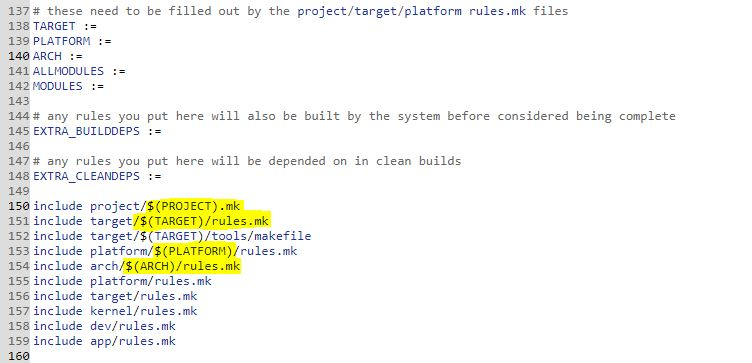 137 # these need to be filled out by the project/target/platform rules.mk files
138 TARGET :=
139 PLATFORM :=
140 ARCH :=
141 ALLMODULES :=
142 MODULES :=
143
144 # any rules you put here will also be built by the system before considered being complete
145 EXTRA_BUILDDEPS :=
146
147 # any rules you put here will be depended on in clean builds
148 EXTRA_CLEANDEPS :=
149
150 include project/$(PROJECT).mk
151 include target/$(TARGET)/rules.mk
152 include target/$(TARGET)/tools/makefile
153 include platform/$(PLATFORM)/rules.mk
154 include arch/$(ARCH)/rules.mk
155 include platform/rules.mk
156 include target/rules.mk
157 include kernel/rules.mk
158 include dev/rules.mk
159 include app/rules.mk
160